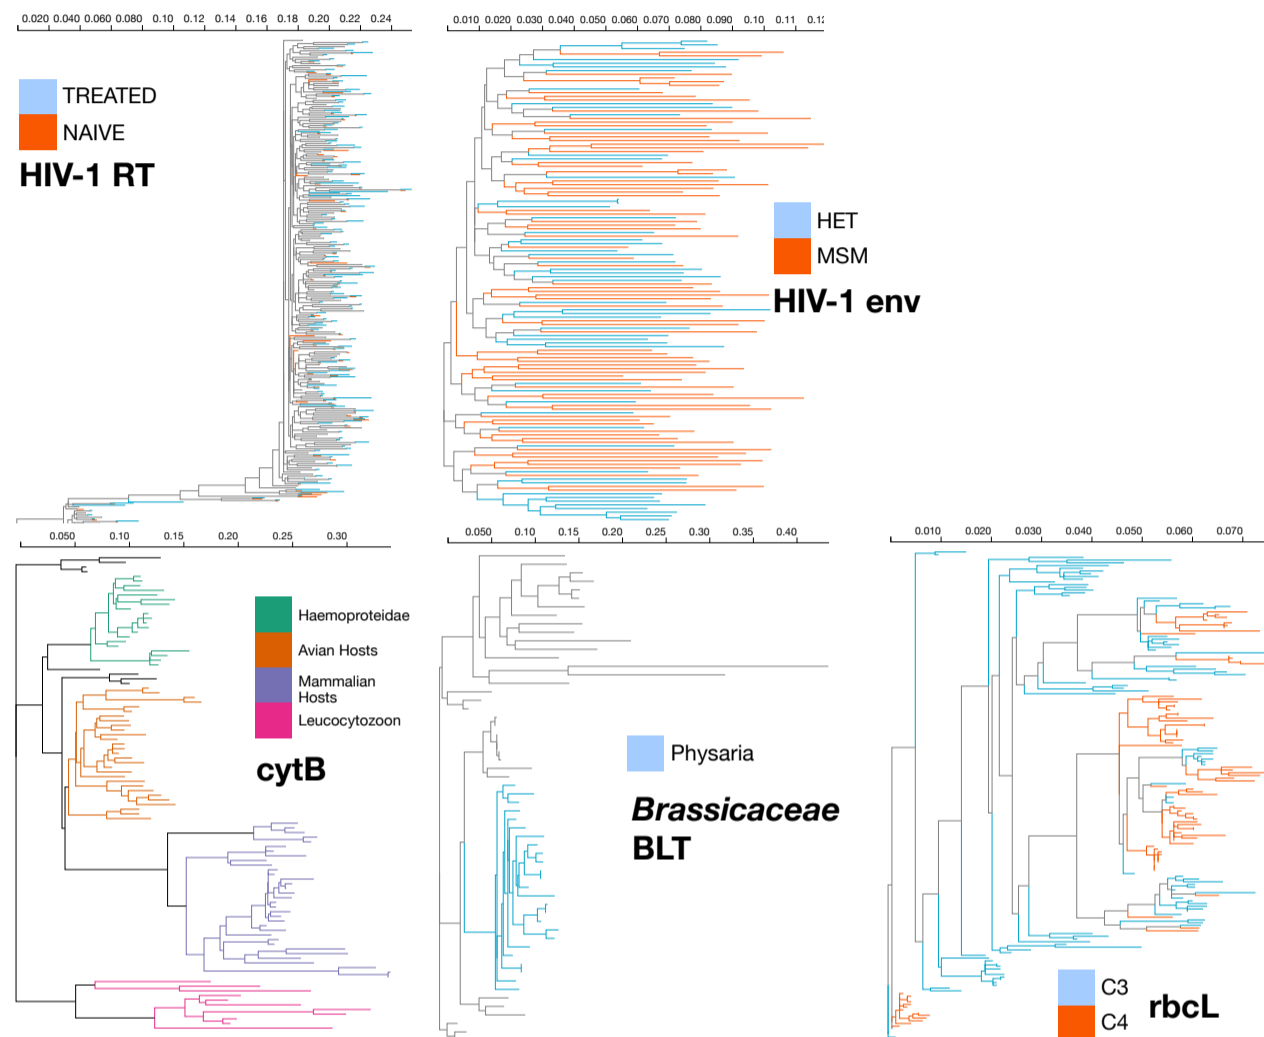 0.020 0.040 0.060 0.080 0.10 0.12 0.14 0.16 0.18 0.20 0.22 0.24
TREATED
NAIVE
HIV-1 RT
0.010 0.020 0.030 0.040 0.050 0.060 0.070 0.080 0.090 0.10 0.11 0.12
HET
MSM
HIV-1 env
0.050 0.10 0.15 0.20 0.25 0.30
Haemoproteidae
Avian Hosts
Mammalian
Hosts
Leucocytozoon
cytB
0.050 0.10 0.15 0.20 0.25 0.30 0.35 0.40
Physaria
Brassicaceae
BLT
0.010 0.020 0.030 0.040 0.050 0.060 0.070
C3
C4
rbcL